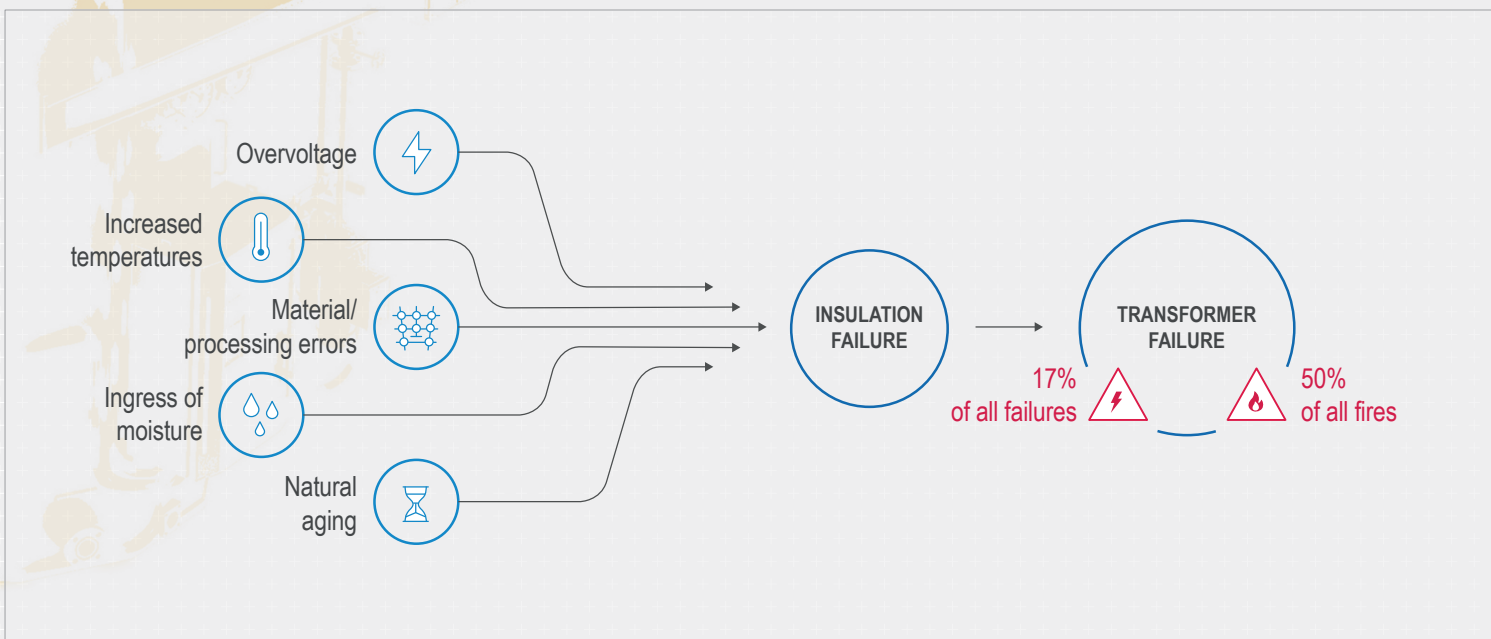 Overvoltage
Increased
temperatures
Material/
processing errors
Ingress of
moisture
Natural
aging
INSULATION
FAILURE
TRANSFORMER
FAILURE
17%
of all failures
50%
of all fires